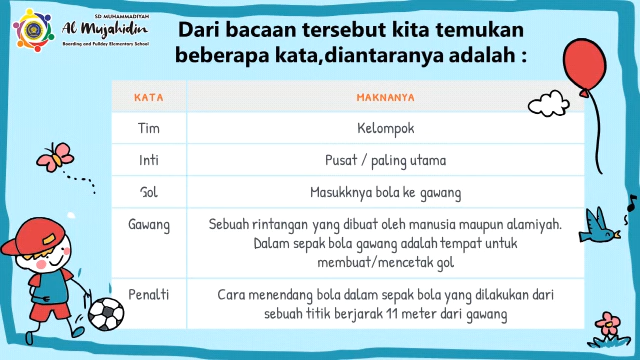 SD MUHAMMADIYAH
Al Mujahidin
Boarding and Fullday Elementary School
Dari bacaan tersebut kita temukan
beberapa kata,diantaranya adalah :
KATA MAKNANYA
Tim Kelompok
Inti Pusat / paling utama
Sol Masukknya bola ke gawang
Gawang Sebuah rintangan yang dibuat oleh manusia maupun alamiyah.
Dalam sepak bola gawang adalah tempat untuk
membuat/mencetak gol
Penalti Cara menendang bola dalam sepak bola yang dilakukan dari
sebuah titik berjarak 11 meter dari gawang